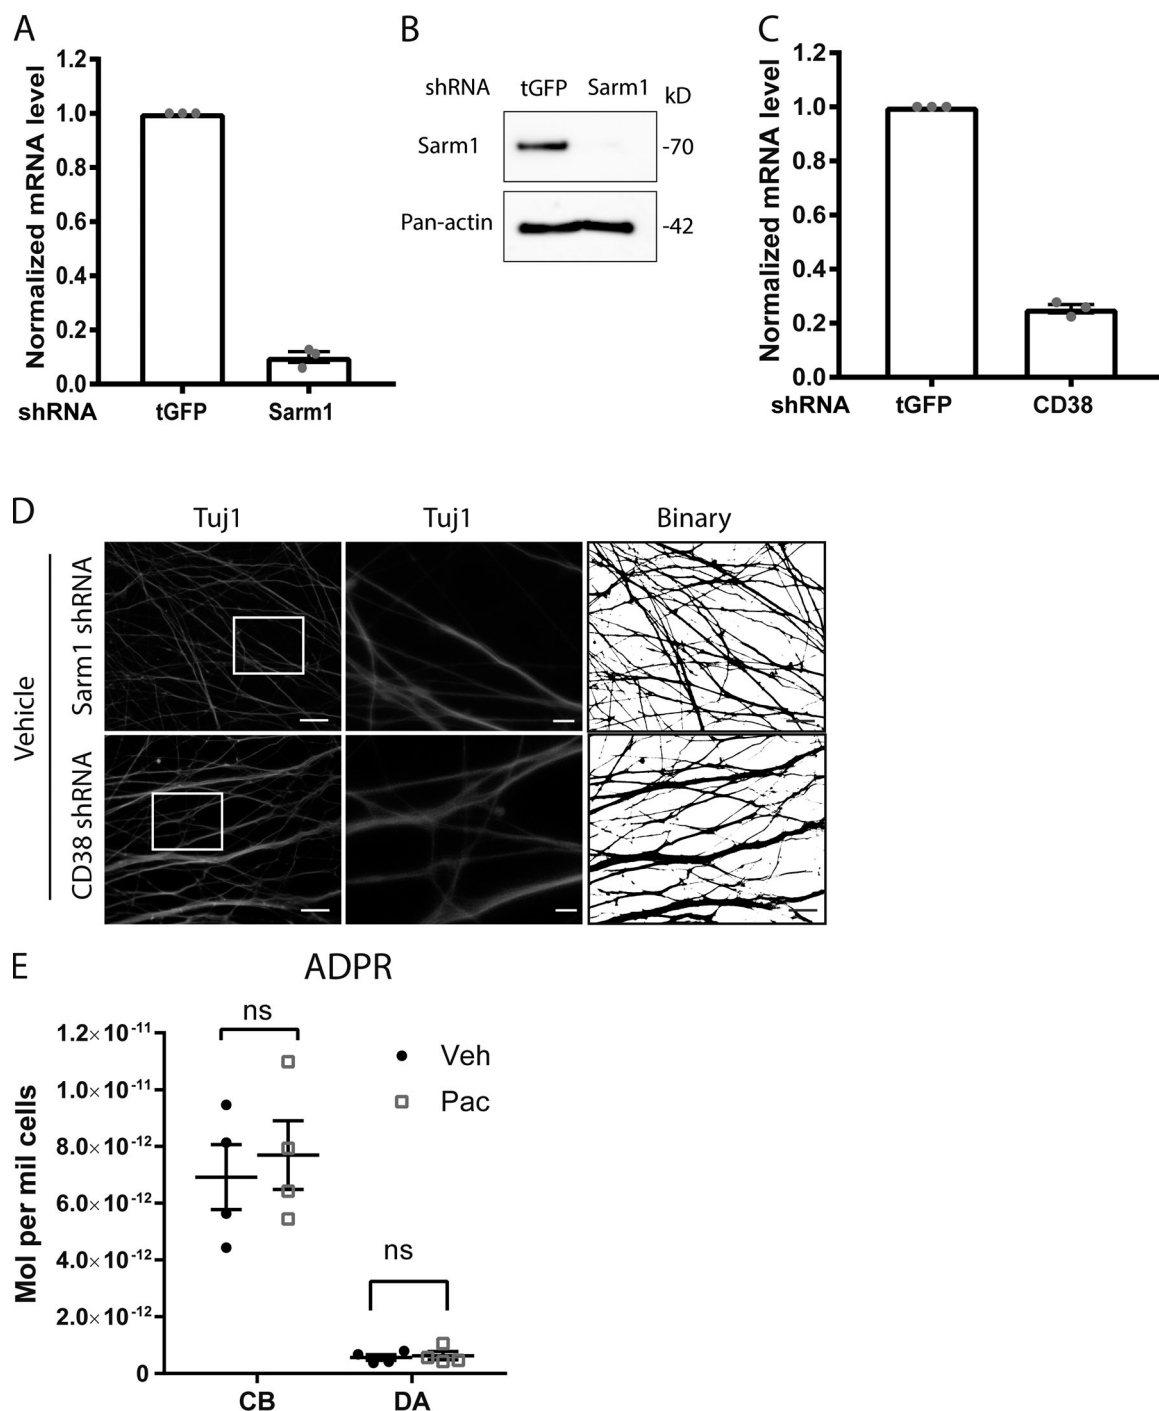 A
Normalized mRNA level
1.2
1.0
0.8
0.6
0.4
0.2
0.0
shRNA tGFP Sarm1
B
shRNA tGFP Sarm1 kD
Sarm1 -70
Pan-actin -42
C
Normalized mRNA level
1.2
1.0
0.8
0.6
0.4
0.2
0.0
shRNA tGFP CD38
D
Tuj1 Tuj1 Binary
Vehicle
Sarm1 shRNA
CD38 shRNA
E
ADPR
Mol per mil cells
1.2×10⁻¹¹
1.0×10⁻¹¹
8.0×10⁻¹²
6.0×10⁻¹²
4.0×10⁻¹²
2.0×10⁻¹²
0
ns
ns
Veh
Pac
CB DA